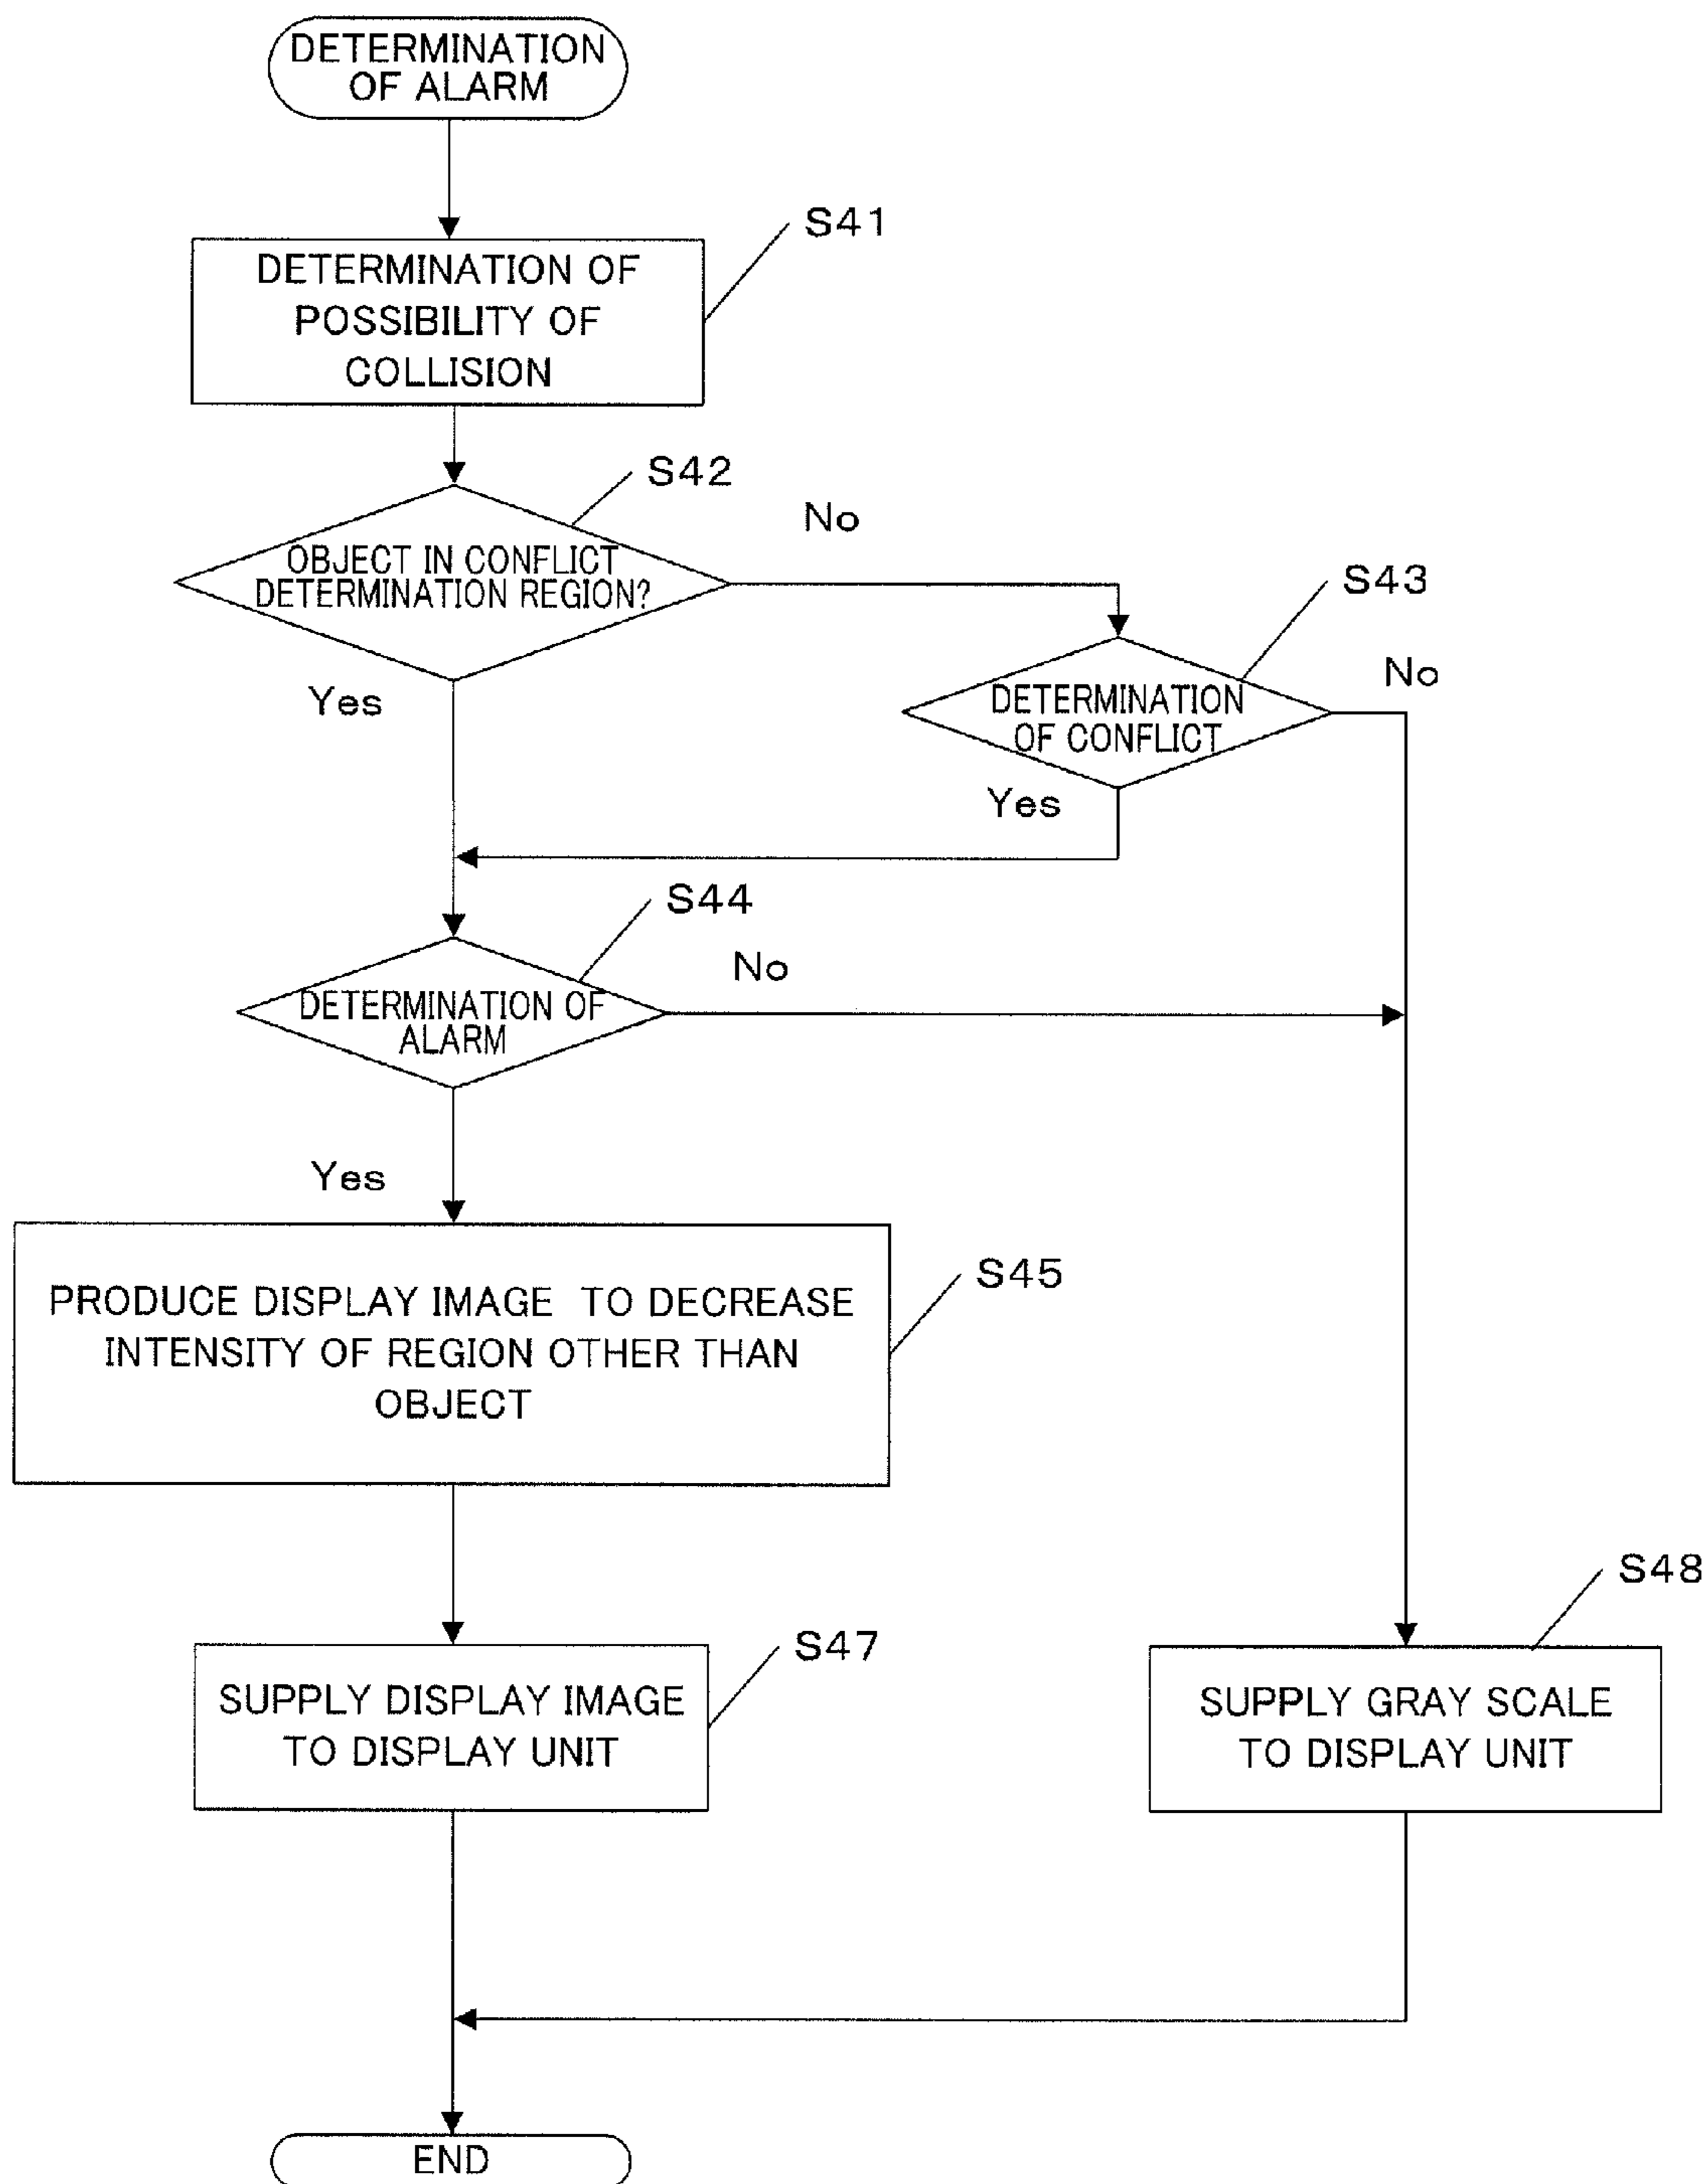 DETERMINATION
OF ALARM
S41
DETERMINATION OF
POSSIBILITY OF
COLLISION
S42
No
OBJECT IN CONFLICT
DETERMINATION REGION?
S43
Yes
No
DETERMINATION
OF CONFLICT
Yes
S44
No
DETERMINATION OF
ALARM
Yes
S45
PRODUCE DISPLAY IMAGE TO DECREASE
INTENSITY OF REGION OTHER THAN
OBJECT
S47
SUPPLY DISPLAY IMAGE
TO DISPLAY UNIT
S48
SUPPLY GRAY SCALE
TO DISPLAY UNIT
END